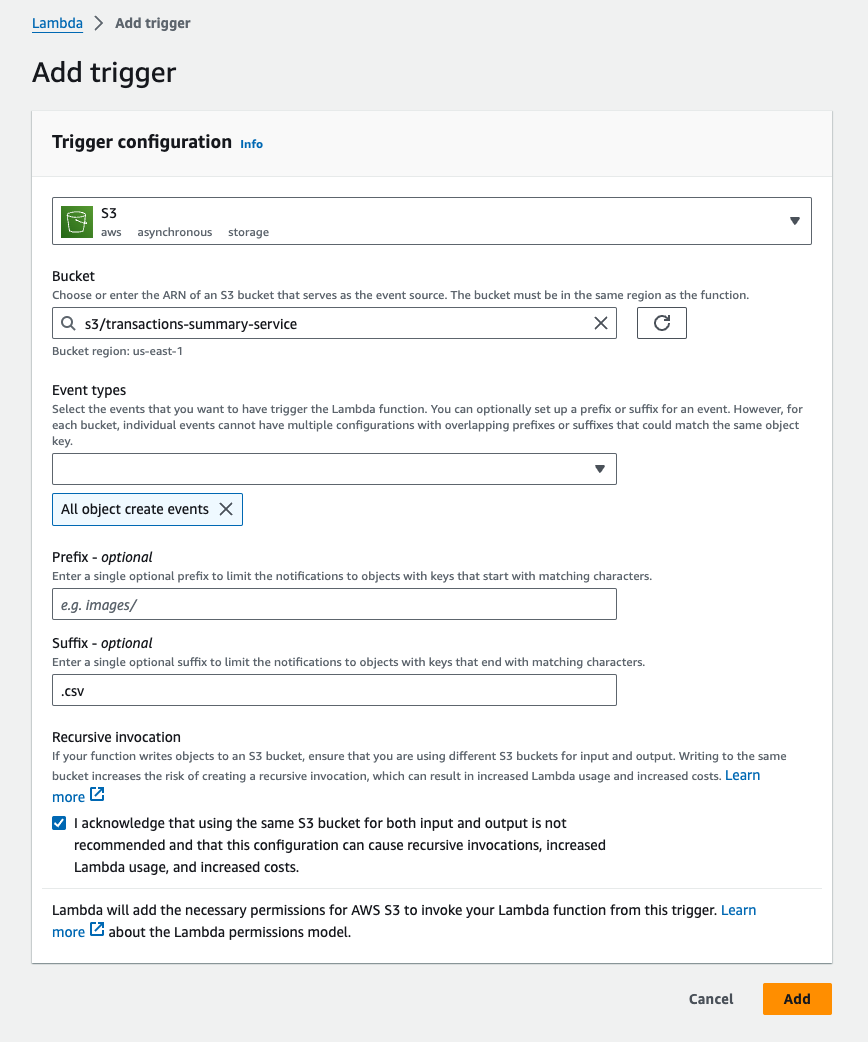 Lambda > Add trigger
Add trigger
Trigger configuration Info
S3
aws asynchronous storage
Bucket
Choose or enter the ARN of an S3 bucket that serves as the event source. The bucket must be in the same region as the function.
s3/transactions-summary-service
Bucket region: us-east-1
Event types
Select the events that you want to have trigger the Lambda function. You can optionally set up a prefix or suffix for an event. However, for
each bucket, individual events cannot have multiple configurations with overlapping prefixes or suffixes that could match the same object
key.
All object create events
Prefix - optional
Enter a single optional prefix to limit the notifications to objects with keys that start with matching characters.
e.g. images/
Suffix - optional
Enter a single optional suffix to limit the notifications to objects with keys that end with matching characters.
.csv
Recursive invocation
If your function writes objects to an S3 bucket, ensure that you are using different S3 buckets for input and output. Writing to the same
bucket increases the risk of creating a recursive invocation, which can result in increased Lambda usage and increased costs. Learn
more
I acknowledge that using the same S3 bucket for both input and output is not
recommended and that this configuration can cause recursive invocations, increased
Lambda usage, and increased costs.
Lambda will add the necessary permissions for AWS S3 to invoke your Lambda function from this trigger. Learn
more about the Lambda permissions model.
Cancel Add